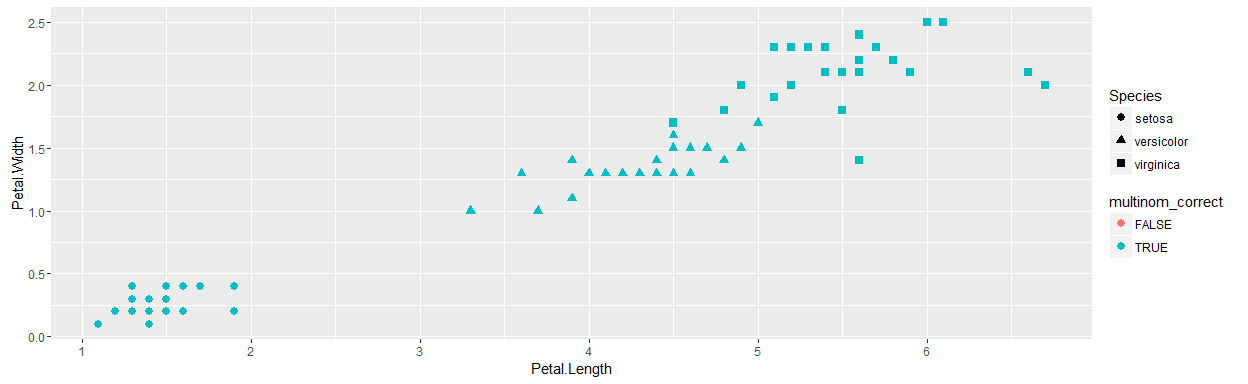 2.5
2.0
1.5
1.0
0.5
0.0
Petal.Width
1 2 3 4 5 6
Petal.Length
Species
setosa
versicolor
virginica
multinom_correct
FALSE
TRUE